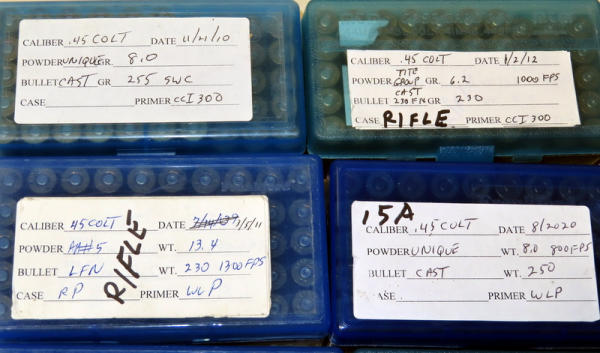 CALIBER .45 COLT DATE 11/21/10
POWDER UNIQUE GR. 8.0
BULLET CAST GR 255 SWC
CASE PRIMER CCI 300
CALIBER .45 COLT DATE 1/2/12
POWDER TITE GROUP GR. 6.2 1000 FPS
BULLET CAST 230 FN GR 230
CASE RIFLE PRIMER CCI 300
CALIBER 45 COLT DATE 7/5/11
POWDER AA#5 WT. 13.4
BULLET LFN WT. 230 1300 FPS
CASE RP PRIMER WLP
RIFLE
15A
CALIBER .45 COLT DATE 8/2020
POWDER UNIQUE WT. 8.0 800 FPS
BULLET CAST WT. 250
CASE PRIMER WLP